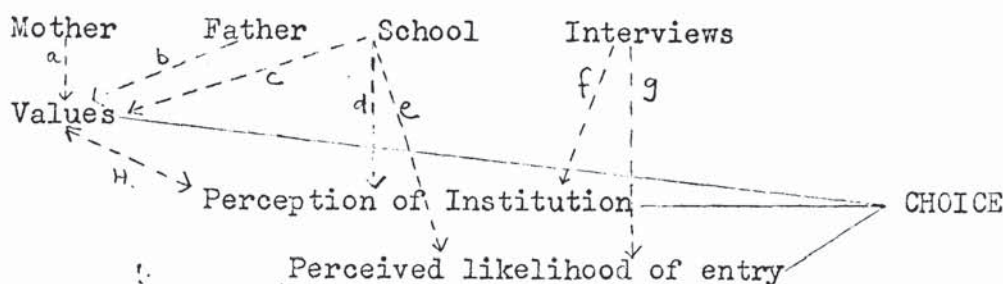 Mother Father School Interviews
a b c d e f g
Values
H.
Perception of Institution CHOICE
Perceived likelihood of entry